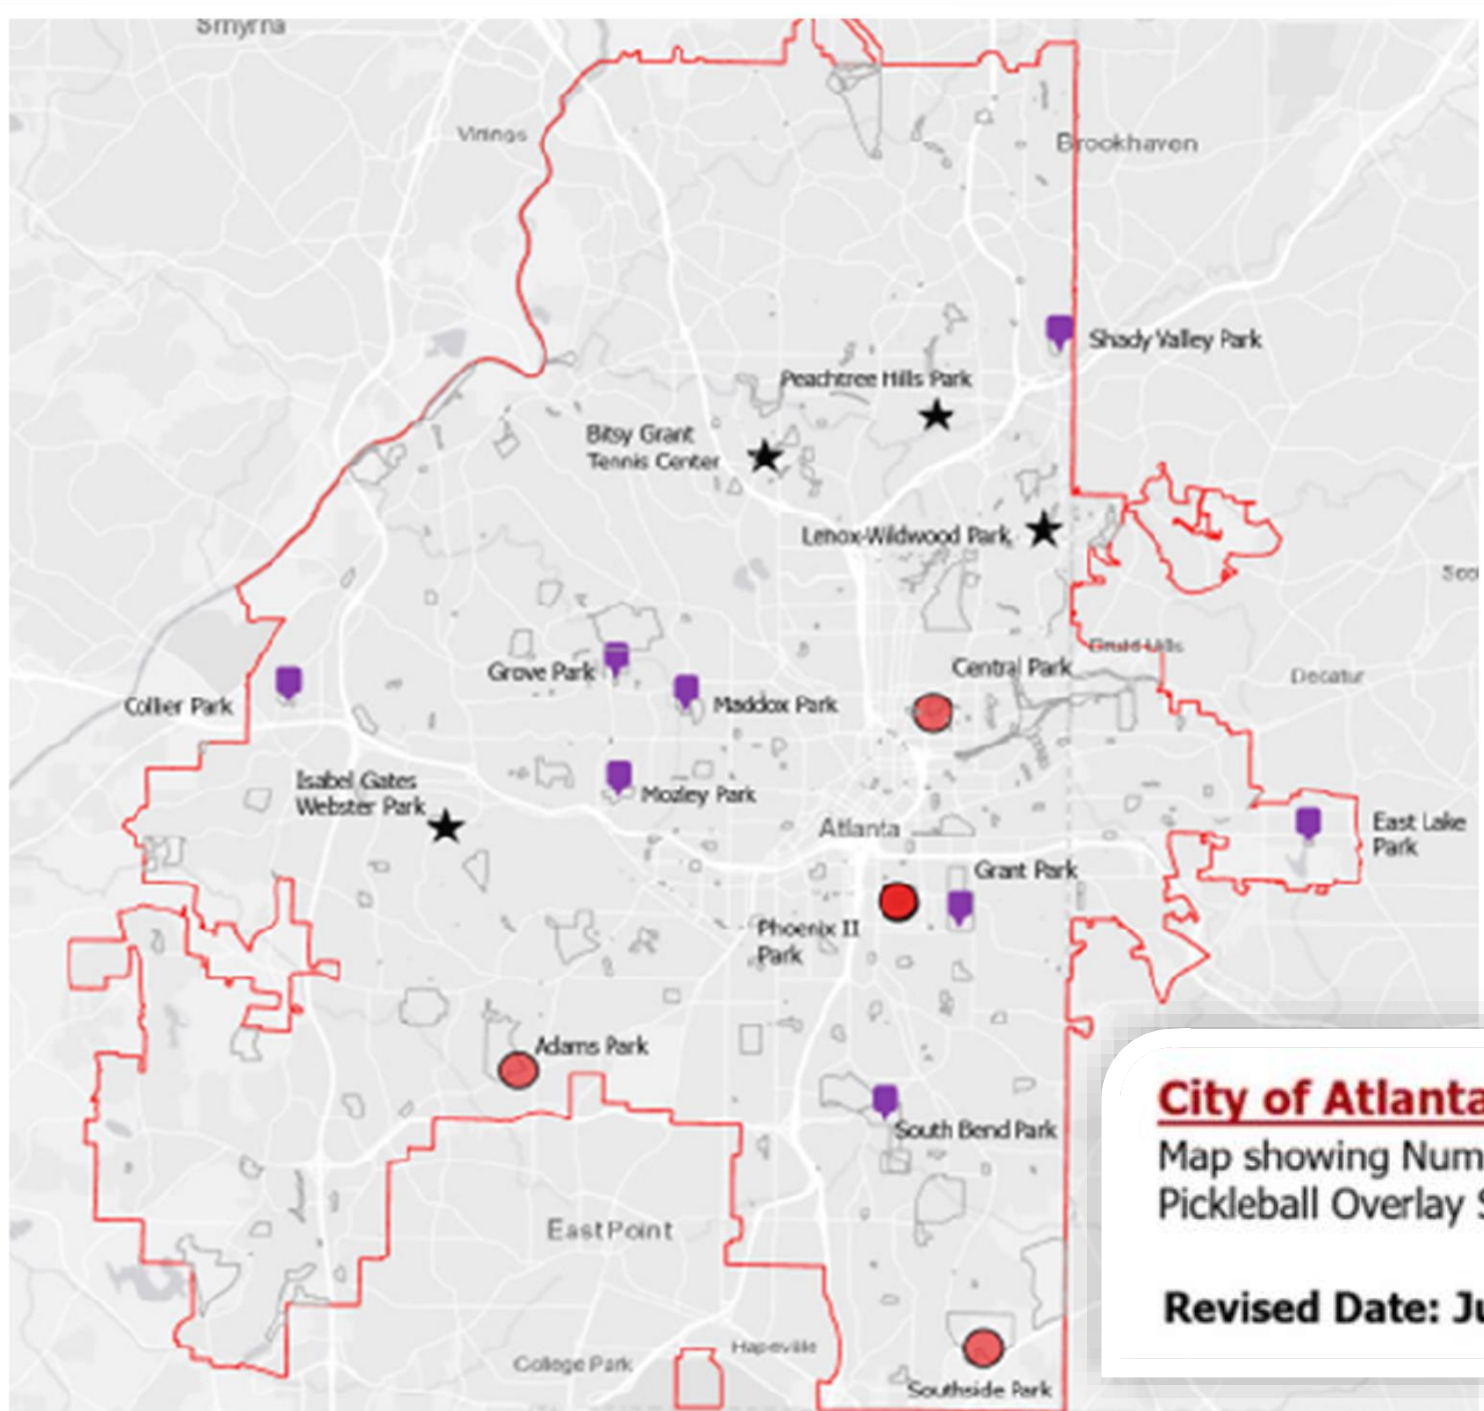 Smyrna
Vinings
Brookhaven
Shady Valley Park
Peachtree Hills Park
Bitsy Grant
Tennis Center
Lenox-Wildwood Park
Druid Hills
Decatur
Central Park
Grove Park
Maddox Park
Collier Park
Isabel Gates
Webster Park
Mozley Park
Atlanta
East Lake
Park
Grant Park
Phoenix II
Park
Adams Park
South Bend Park
East Point
Hapeville
College Park
Southside Park
City of Atlanta
Map showing Num
Pickleball Overlay S
Revised Date: Ju